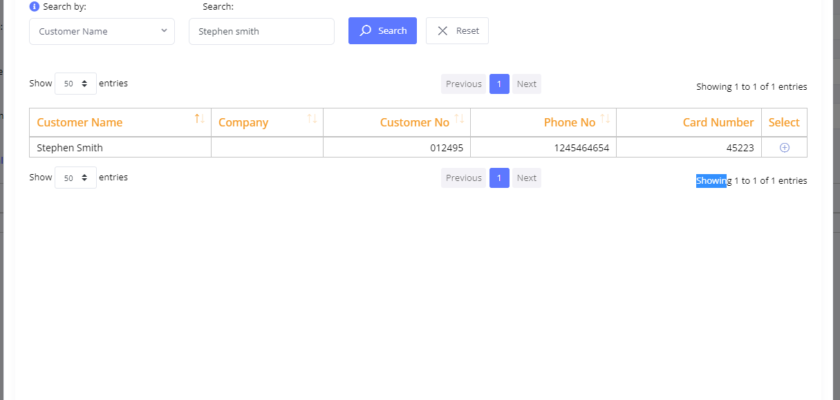 Search by: Search:
Customer Name Stephen smith Search Reset
Show 50 entries Previous 1 Next Showing 1 to 1 of 1 entries
Customer Name Company Customer No Phone No Card Number Select
Stephen Smith 012495 1245464654 45223
Show 50 entries Previous 1 Next Showing 1 to 1 of 1 entries